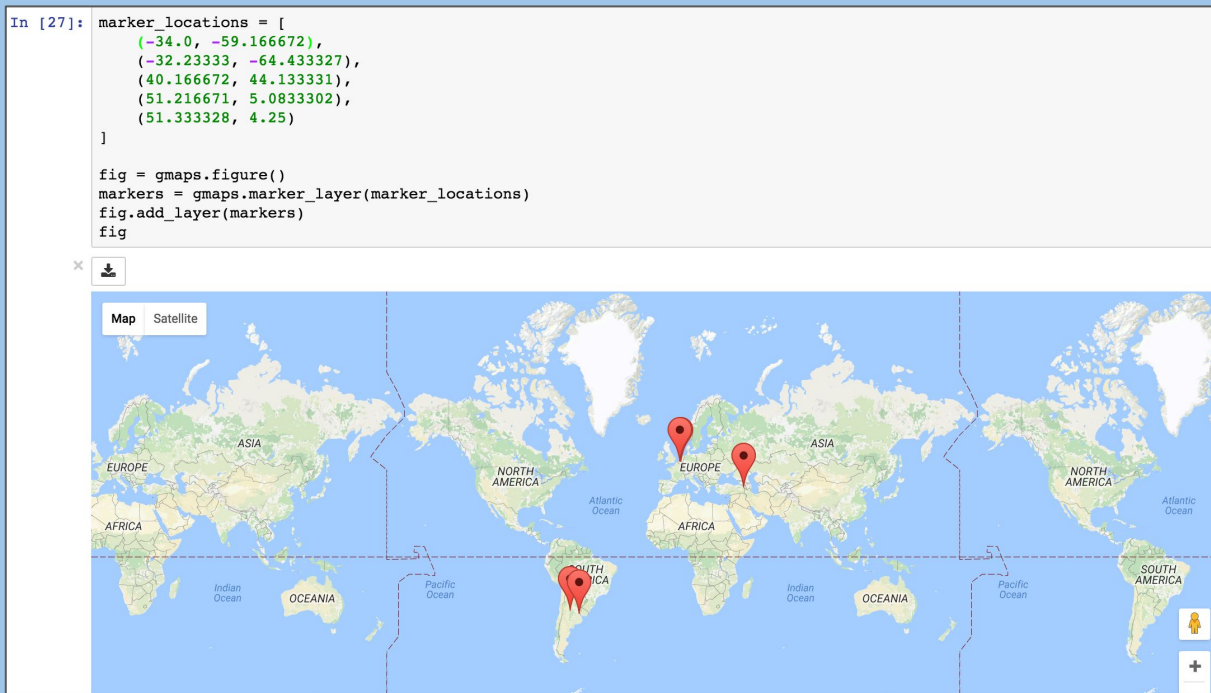 In [27]: marker_locations = [
(-34.0, -59.166672),
(-32.23333, -64.433327),
(40.166672, 44.133331),
(51.216671, 5.0833302),
(51.333328, 4.25)
]
fig = gmaps.figure()
markers = gmaps.marker_layer(marker_locations)
fig.add_layer(markers)
fig
Map Satellite
ASIA
ASIA
EUROPE
EUROPE
NORTH
AMERICA
NORTH
AMERICA
Atlantic
Ocean
Atlantic
Ocean
AFRICA
AFRICA
SOUTH
AMERICA
Indian
Ocean
OCEANIA
Pacific
Ocean
Indian
Ocean
OCEANIA
Pacific
Ocean